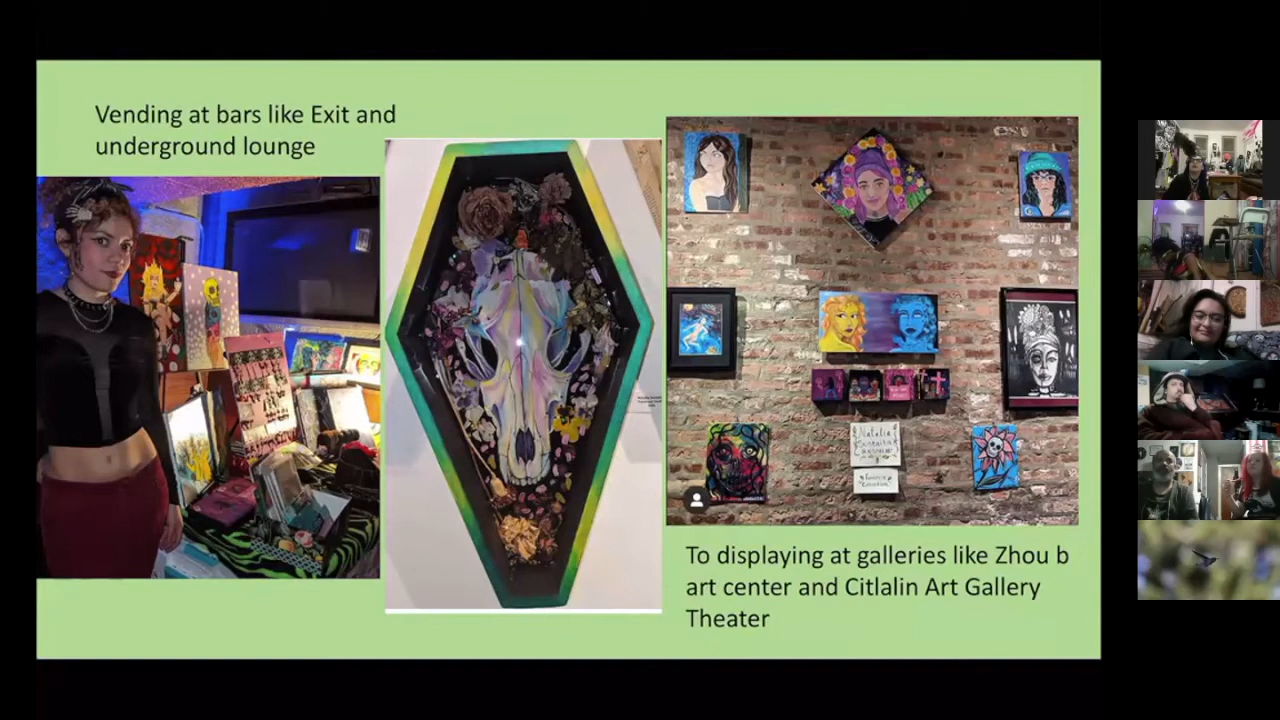 Vending at bars like Exit and
underground lounge
To displaying at galleries like Zhou b
art center and Citlalin Art Gallery
Theater
Natalia